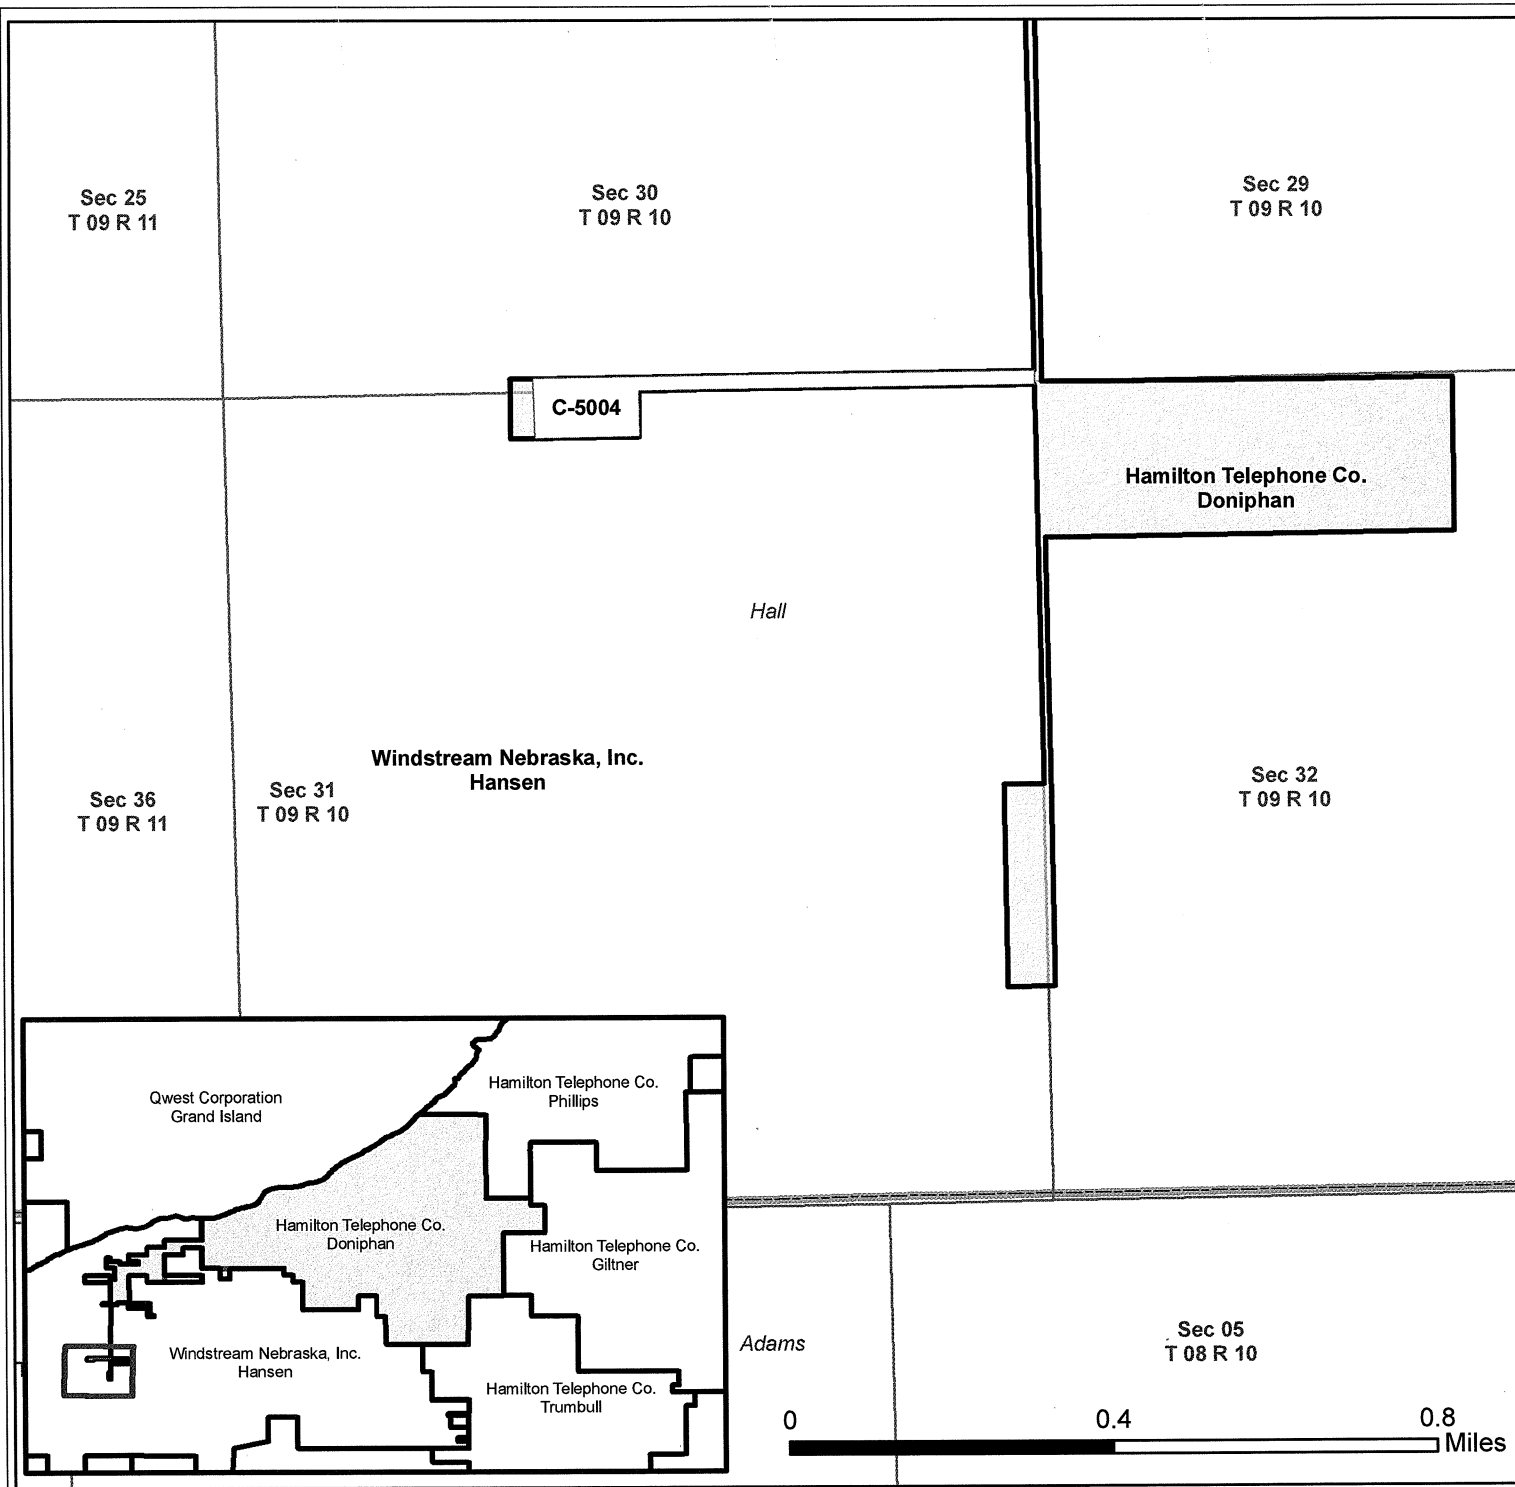 Sec 25
T 09 R 11
Sec 30
T 09 R 10
Sec 29
T 09 R 10
C-5004
Hamilton Telephone Co.
Doniphan
Hall
Windstream Nebraska, Inc.
Hansen
Sec 36
T 09 R 11
Sec 31
T 09 R 10
Sec 32
T 09 R 10
Qwest Corporation
Grand Island
Hamilton Telephone Co.
Phillips
Hamilton Telephone Co.
Doniphan
Hamilton Telephone Co.
Giltner
Windstream Nebraska, Inc.
Hansen
Hamilton Telephone Co.
Trumbull
Adams
Sec 05
T 08 R 10
0 0.4 0.8
Miles